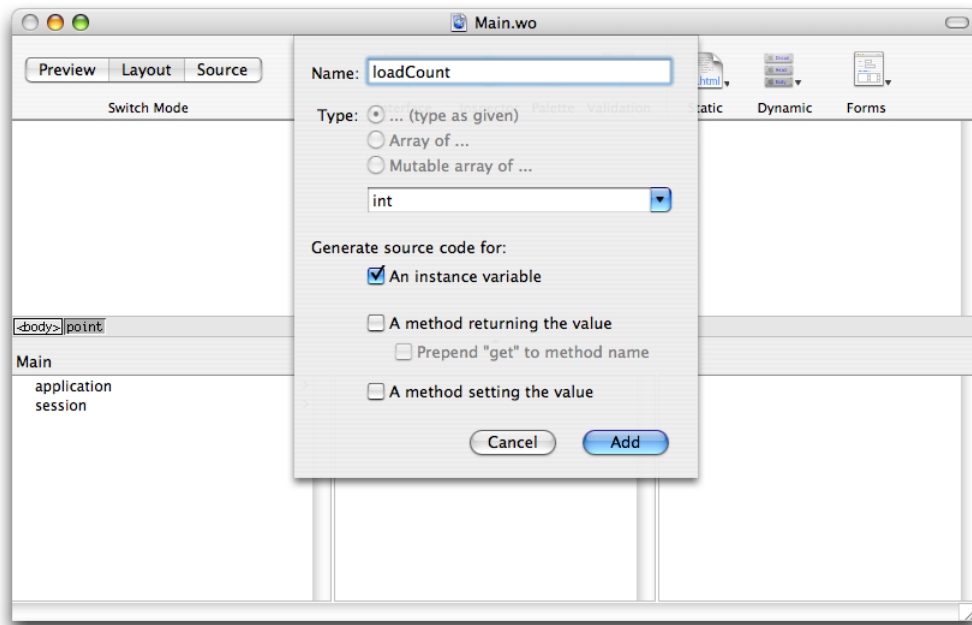 Main.wo
Preview Layout Source
Switch Mode
.html
Dynamic
Forms
Name: loadCount
Type: ... (type as given)
Array of ...
Mutable array of ...
int
Generate source code for:
An instance variable
A method returning the value
Prepend "get" to method name
A method setting the value
Cancel Add
<body> point
Main
application
session